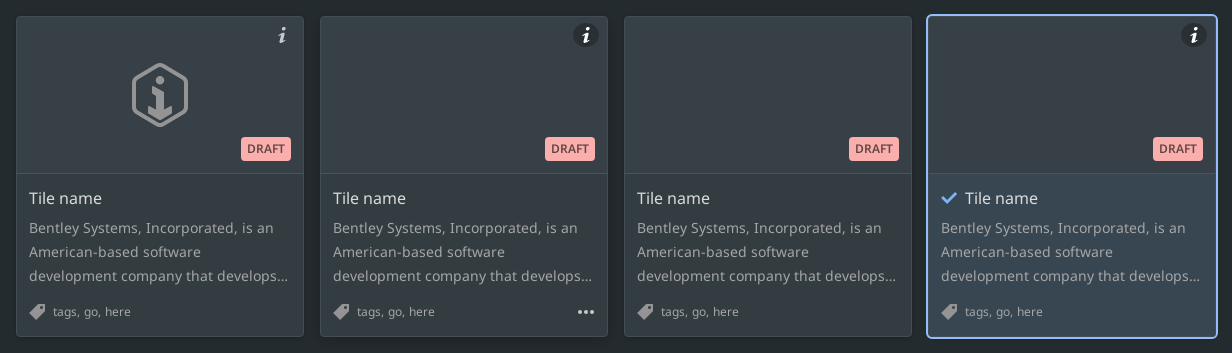 DRAFT
Tile name
Bentley Systems, Incorporated, is an
American-based software
development company that develops...
tags, go, here
DRAFT
Tile name
Bentley Systems, Incorporated, is an
American-based software
development company that develops...
tags, go, here
DRAFT
Tile name
Bentley Systems, Incorporated, is an
American-based software
development company that develops...
tags, go, here
DRAFT
Tile name
Bentley Systems, Incorporated, is an
American-based software
development company that develops...
tags, go, here